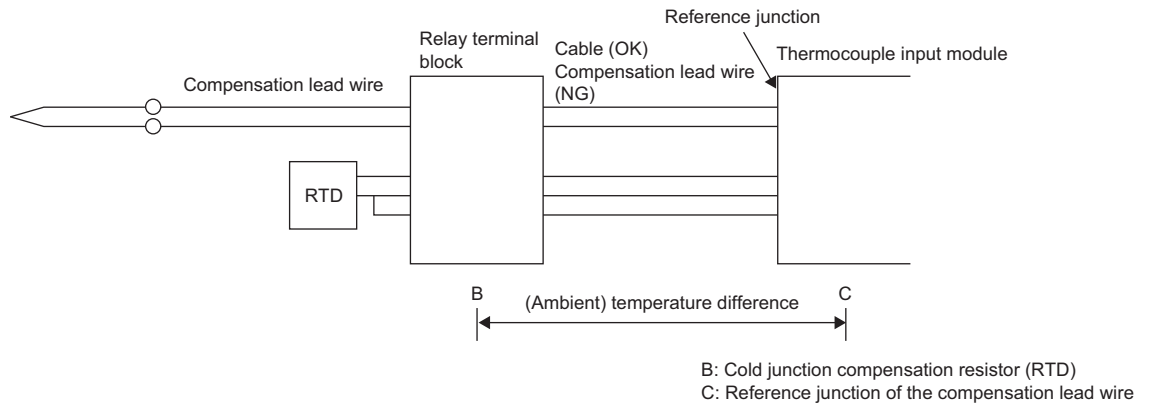 Reference junction
Relay terminal
block
Cable (OK)
Compensation lead wire
(NG)
Thermocouple input module
Compensation lead wire
RTD
B
(Ambient) temperature difference
C
B: Cold junction compensation resistor (RTD)
C: Reference junction of the compensation lead wire